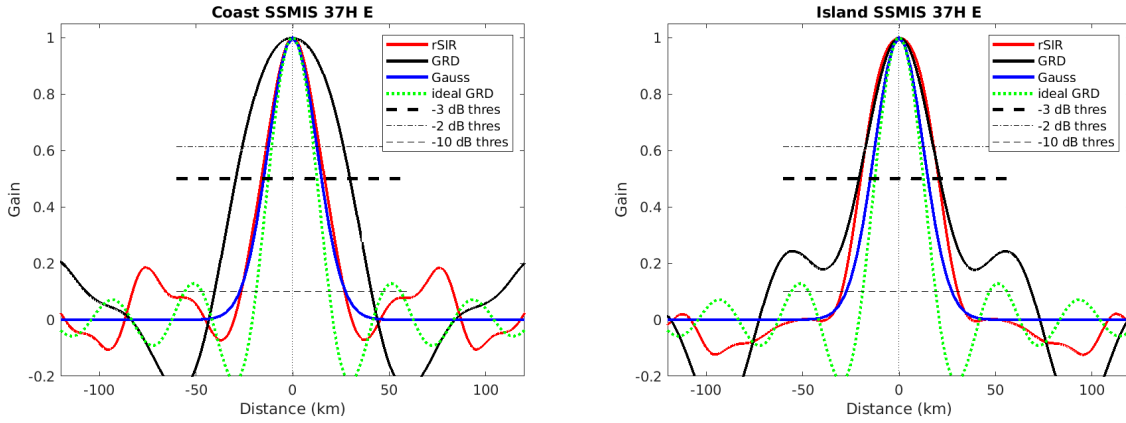 Coast SSMIS 37H E
1
0.8
0.6
0.4
0.2
0
-0.2
Gain
-100
-50
0
50
100
Distance (km)
rSIR
GRD
Gauss
ideal GRD
-3 dB thres
-2 dB thres
-10 dB thres
Island SSMIS 37H E
1
0.8
0.6
0.4
0.2
0
-0.2
Gain
-100
-50
0
50
100
Distance (km)
rSIR
GRD
Gauss
ideal GRD
-3 dB thres
-2 dB thres
-10 dB thres